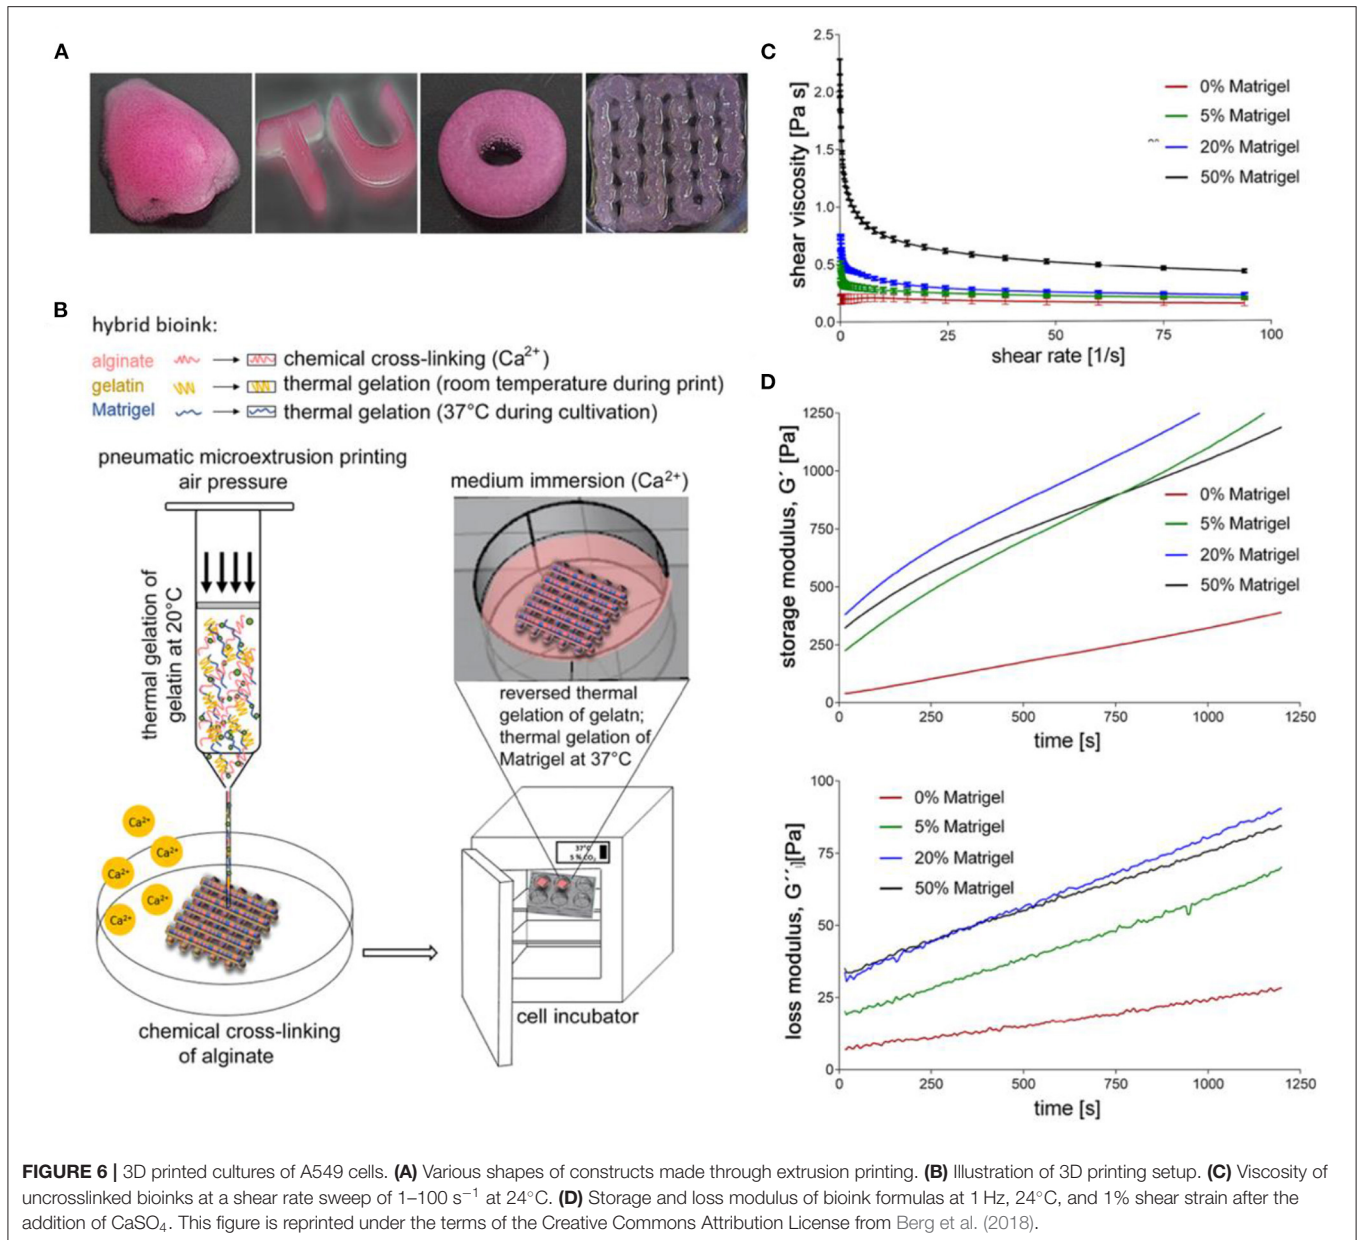 A
B
hybrid bioink:
alginate → chemical cross-linking (Ca²⁺)
gelatin → thermal gelation (room temperature during print)
Matrigel → thermal gelation (37°C during cultivation)
pneumatic microextrusion printing
air pressure
thermal gelation of
gelatin at 20°C
Ca²⁺
Ca²⁺
Ca²⁺
Ca²⁺
Ca²⁺
chemical cross-linking
of alginate
medium immersion (Ca²⁺)
reversed thermal
gelation of gelatn;
thermal gelation of
Matrigel at 37°C
37°C
5 % CO₂
cell incubator
C
shear viscosity [Pa s]
2.5
2.0
1.5
1.0
0.5
0.0
0 25 50 75 100
shear rate [1/s]
0% Matrigel
5% Matrigel
20% Matrigel
50% Matrigel
D
storage modulus, G´ [Pa]
1250
1000
750
500
250
0
0 250 500 750 1000 1250
time [s]
0% Matrigel
5% Matrigel
20% Matrigel
50% Matrigel
loss modulus, G´´ [Pa]
100
75
50
25
0
0 250 500 750 1000 1250
time [s]
0% Matrigel
5% Matrigel
20% Matrigel
50% Matrigel
FIGURE 6 | 3D printed cultures of A549 cells. (A) Various shapes of constructs made through extrusion printing. (B) Illustration of 3D printing setup. (C) Viscosity of
uncrosslinked bioinks at a shear rate sweep of 1–100 s⁻¹ at 24°C. (D) Storage and loss modulus of bioink formulas at 1 Hz, 24°C, and 1% shear strain after the
addition of CaSO₄. This figure is reprinted under the terms of the Creative Commons Attribution License from Berg et al. (2018).